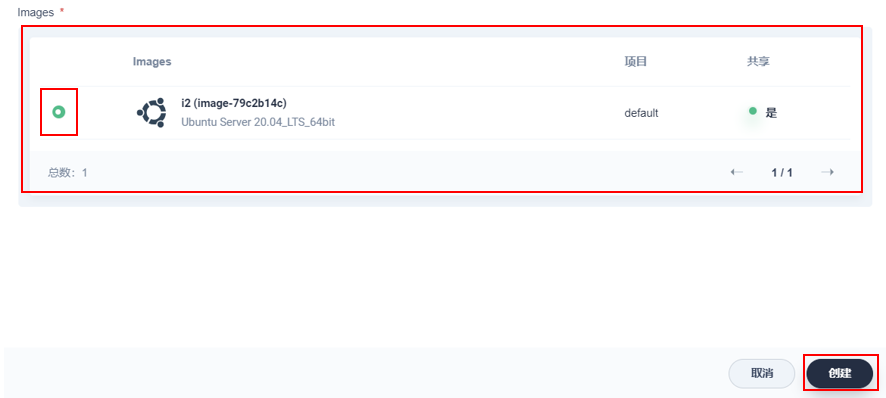 Images *
Images 项目 共享
i2 (image-79c2b14c)
Ubuntu Server 20.04_LTS_64bit
default
是
总数：1
1 / 1
取消 创建